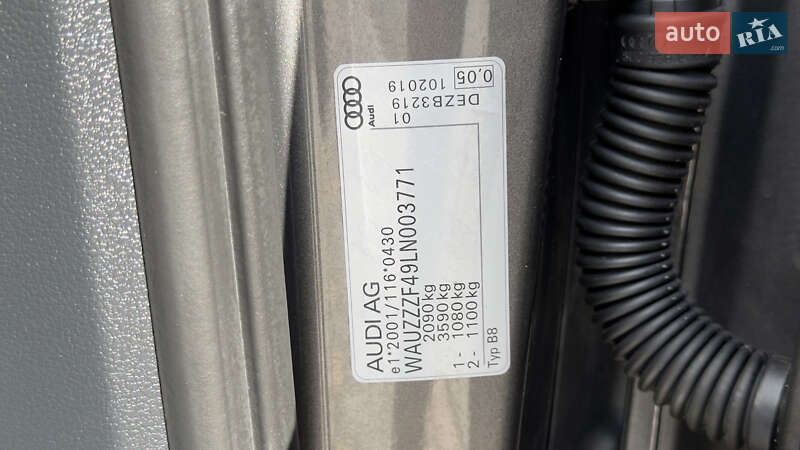 AUDI AG
e1*2001/116*0430
WAUZZZF49LN003771
2090kg
3590kg
1- 1080kg
2- 1100kg
Typ B8
Audi
01
DEZB3219
102019
0,05
auto
RIA
.com